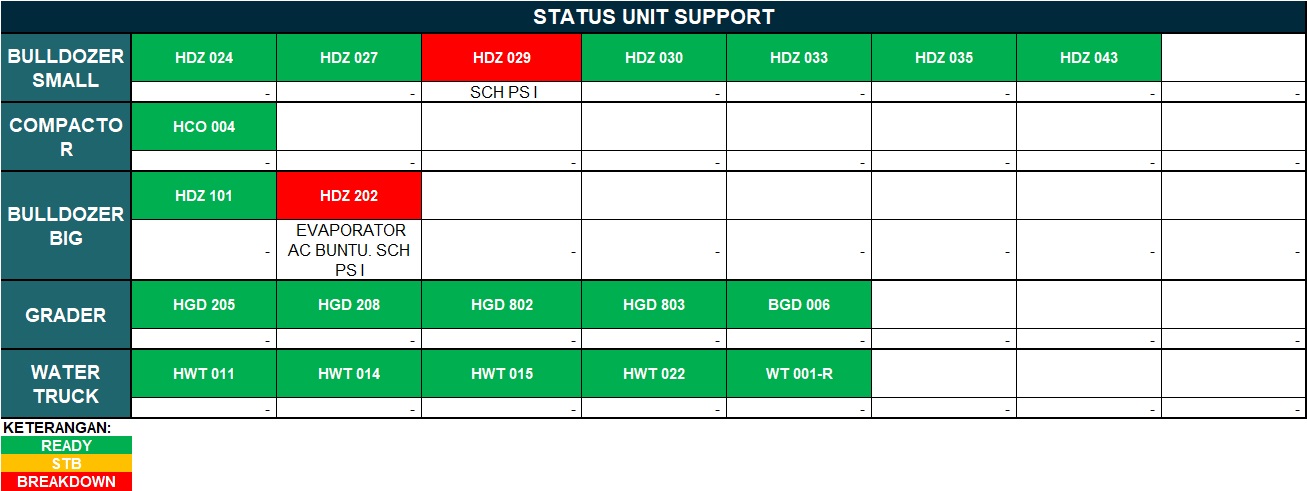 STATUS UNIT SUPPORT
BULLDOZER
SMALL
HDZ 024 HDZ 027 HDZ 029 HDZ 030 HDZ 033 HDZ 035 HDZ 043
- - SCH PS I - - - - -
COMPACTO
R
HCO 004
- - - - - - - -
BULLDOZER
BIG
HDZ 101 HDZ 202
- EVAPORATOR
AC BUNTU. SCH
PS I
- - - - - -
GRADER
HGD 205 HGD 208 HGD 802 HGD 803 BGD 006
- - - - - - - -
WATER
TRUCK
HWT 011 HWT 014 HWT 015 HWT 022 WT 001-R
- - - - - - - -
KETERANGAN:
READY
STB
BREAKDOWN